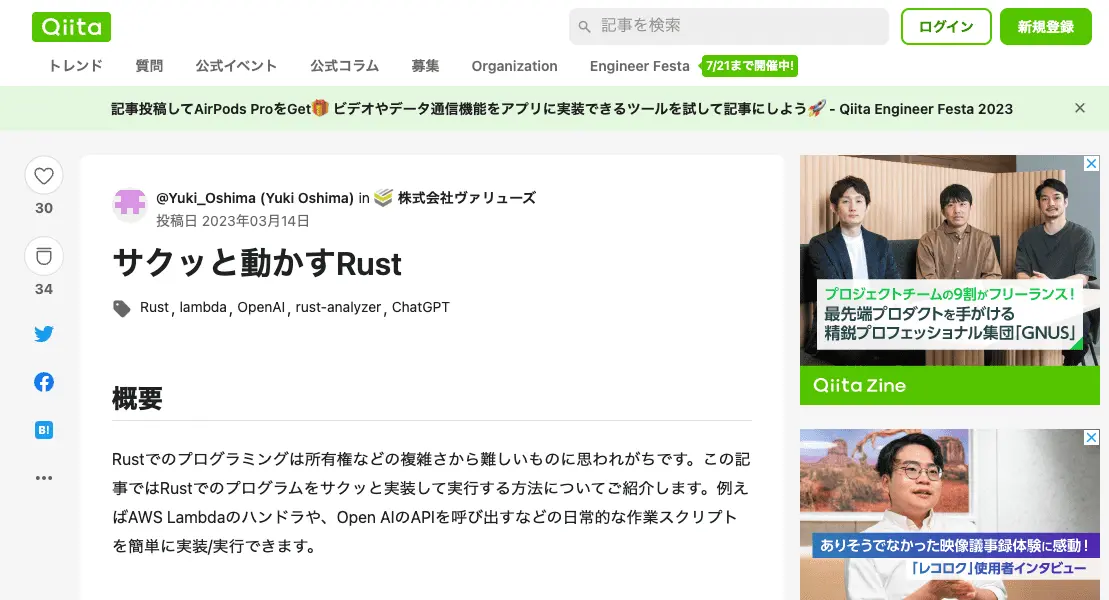 Qiita
記事を検索
ログイン
新規登録
トレンド 質問 公式イベント 公式コラム 募集 Organization Engineer Festa 7/21まで開催中!
記事投稿してAirPods ProをGet🎁 ビデオやデータ通信機能をアプリに実装できるツールを試して記事にしよう🚀 - Qiita Engineer Festa 2023
30
34
B!
@Yuki_Oshima (Yuki Oshima) in 株式会社ヴァリューズ
投稿日 2023年03月14日
サクッと動かすRust
Rust, lambda, OpenAI, rust-analyzer, ChatGPT
概要
Rustでのプログラミングは所有権などの複雑さから難しいものに思われがちです。この記
事ではRustでのプログラムをサクッと実装して実行する方法についてご紹介します。例え
ばAWS Lambdaのハンドラや、Open AIのAPIを呼び出すなどの日常的な作業スクリプト
を簡単に実装/実行できます。
プロジェクトチームの9割がフリーランス!
最先端プロダクトを手がける
精鋭プロフェッショナル集団「GNUS」
Qiita Zine
ありそうでなかった映像議事録体験に感動!
「レコロク」使用者インタビュー